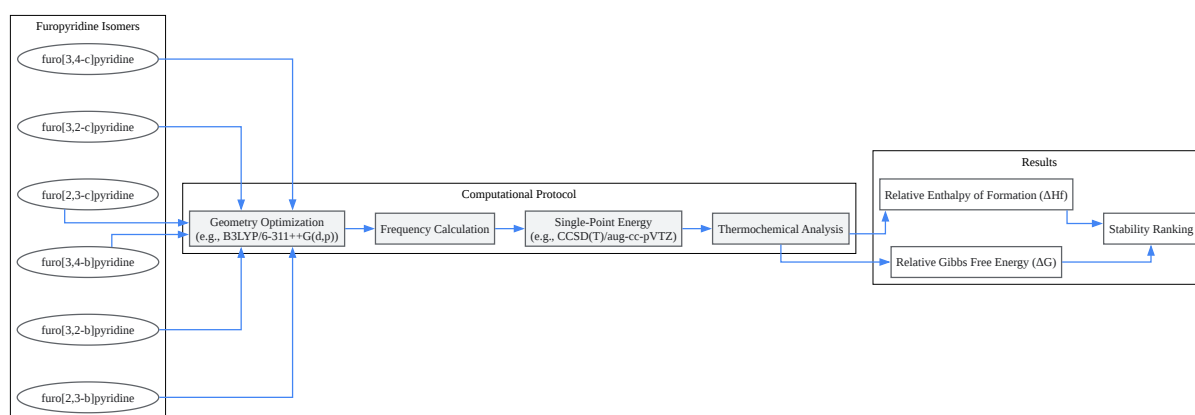 Furopyridine Isomers
furo[3,4-c]pyridine
furo[3,2-c]pyridine
furo[2,3-c]pyridine
furo[3,4-b]pyridine
furo[3,2-b]pyridine
furo[2,3-b]pyridine
Computational Protocol
Geometry Optimization
(e.g., B3LYP/6-311++G(d,p))
Frequency Calculation
Single-Point Energy
(e.g., CCSD(T)/aug-cc-pVTZ)
Thermochemical Analysis
Results
Relative Enthalpy of Formation (ΔHf)
Relative Gibbs Free Energy (ΔG)
Stability Ranking